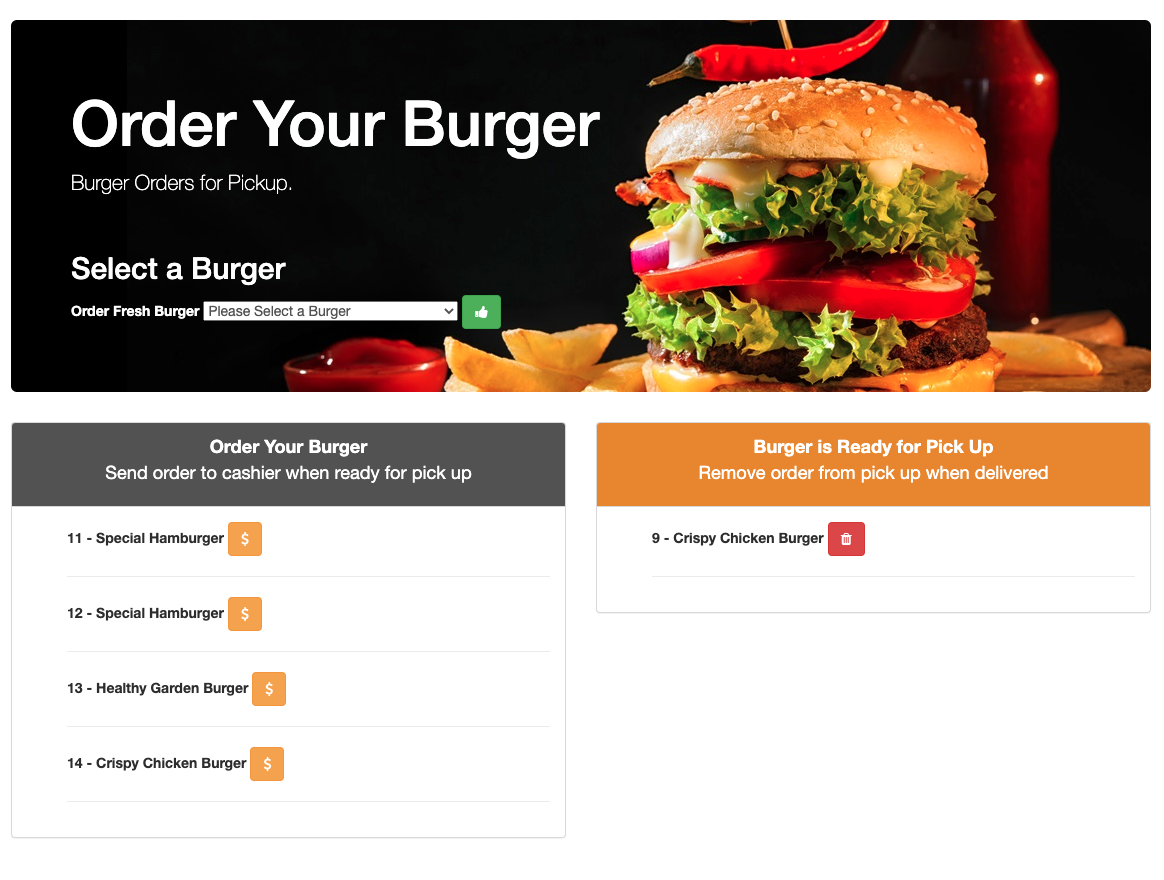 Order Your Burger
Burger Orders for Pickup.
Select a Burger
Order Fresh Burger Please Select a Burger
Order Your Burger
Send order to cashier when ready for pick up
11 - Special Hamburger $
12 - Special Hamburger $
13 - Healthy Garden Burger $
14 - Crispy Chicken Burger $
Burger is Ready for Pick Up
Remove order from pick up when delivered
9 - Crispy Chicken Burger